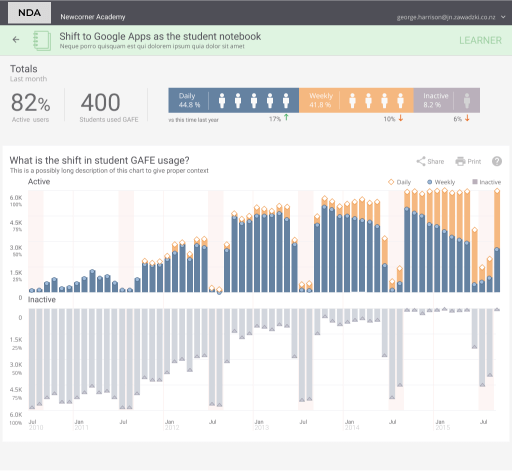 NDA
Newcorner Academy
george.harrison@jn.zawadzki.co.nz
Shift to Google Apps as the student notebook
Neque porro quisquam est qui dolorem ipsum quia dolor sit amet
LEARNER
Totals
Last month
82%
Active users
400
Students used GAFE
Daily
44.8 %
Weekly
41.8 %
Inactive
8.2 %
vs this time last year
17%
10%
6%
What is the shift in student GAFE usage?
This is a possibly long description of this chart to give proper context
Share
Print
?
Active
Daily
Weekly
Inactive
6.0K
100%
4.5K
75%
3.0K
50%
1.5K
25%
0
Inactive
0
1.5K
25%
3.0K
50%
4.5K
75%
6.0K
100%
Jul
2010
Jan
2011
Jul
Jan
2012
Jul
Jan
2013
Jul
Jan
2014
Jul
Jan
2015
Jul